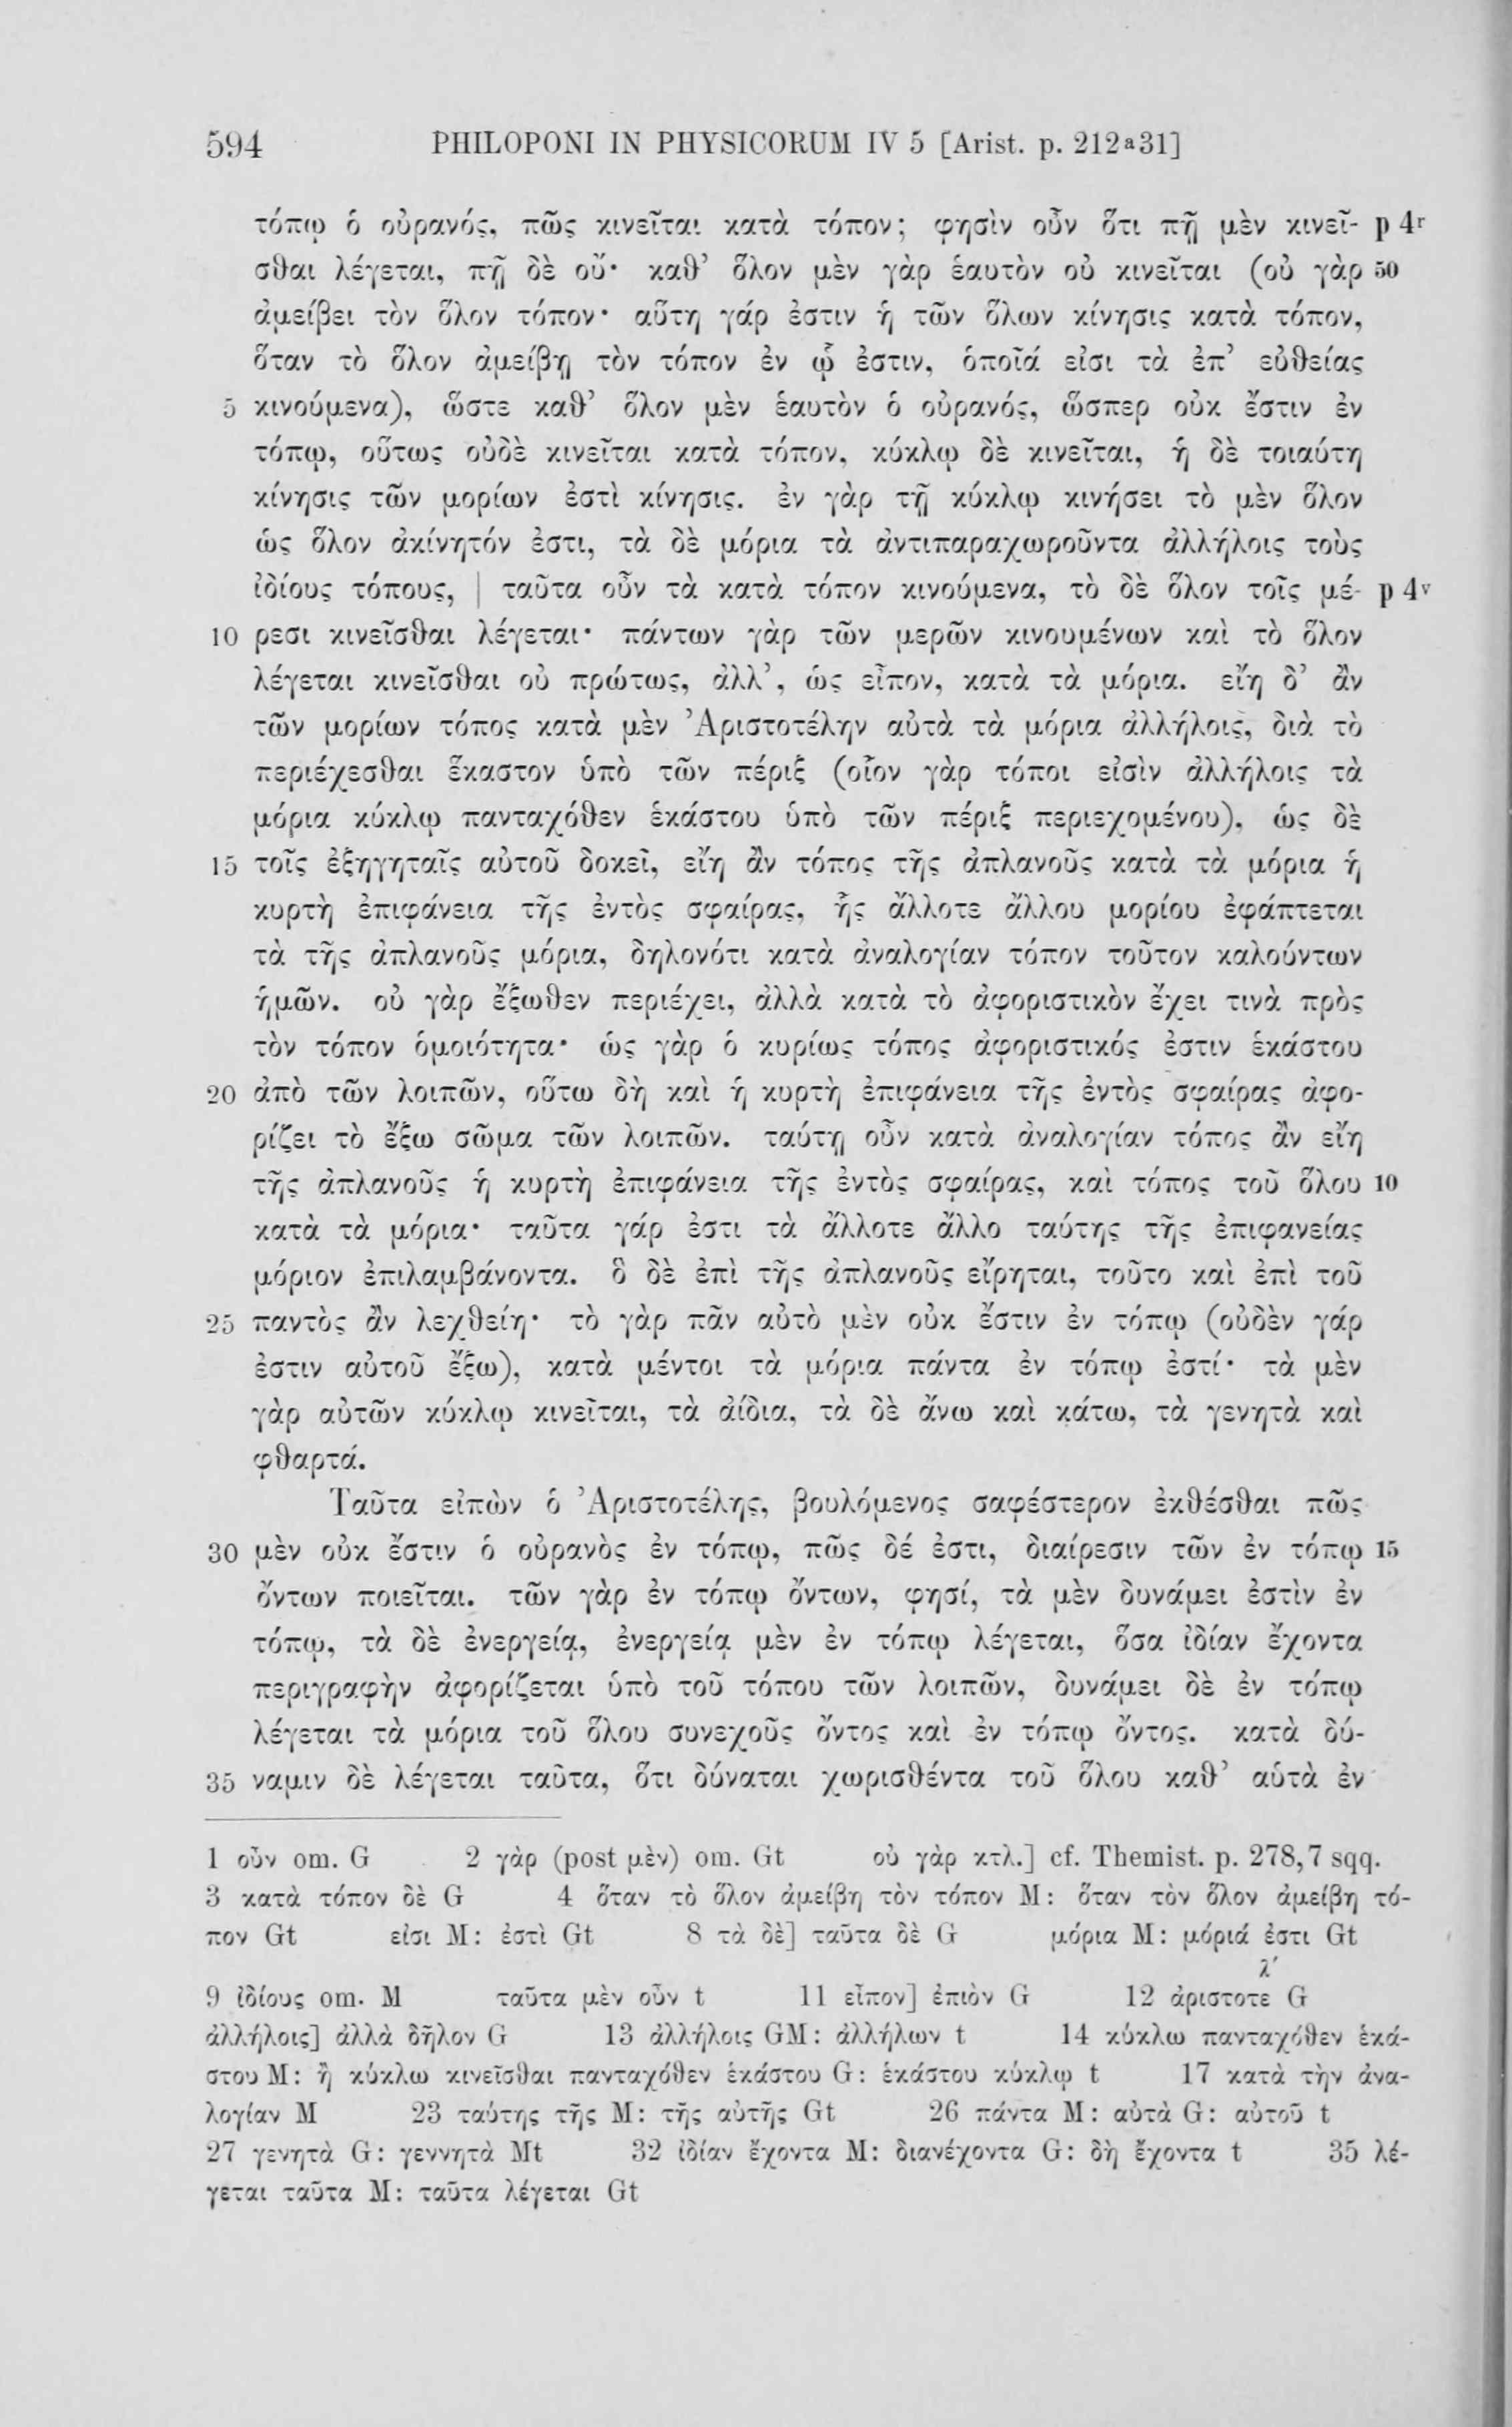 594 PHILOPONI IN PHYSICORUM IV 5 [Arist. p. 212ª31]
τόπῳ ὁ οὐρανός, πῶς κινεῖται κατὰ τόπον; φησὶν οὖν ὅτι πῇ μὲν κινεῖ- p 4ʳ
σθαι λέγεται, πῇ δὲ οὔ· καθ’ ὅλον μὲν γὰρ ἑαυτὸν οὐ κινεῖται (οὐ γὰρ 50
ἀμείβει τὸν ὅλον τόπον· αὕτη γάρ ἐστιν ἡ τῶν ὅλων κίνησις κατὰ τόπον,
ὅταν τὸ ὅλον ἀμείβῃ τὸν τόπον ἐν ᾧ ἐστιν, ὁποῖά εἰσι τὰ ἐπ’ εὐθείας
5 κινούμενα), ὥστε καθ’ ὅλον μὲν ἑαυτὸν ὁ οὐρανός, ὥσπερ οὐκ ἔστιν ἐν
τόπῳ, οὕτως οὐδὲ κινεῖται κατὰ τόπον, κύκλῳ δὲ κινεῖται, ἡ δὲ τοιαύτη
κίνησις τῶν μορίων ἐστὶ κίνησις. ἐν γὰρ τῇ κύκλῳ κινήσει τὸ μὲν ὅλον
ὡς ὅλον ἀκίνητόν ἐστι, τὰ δὲ μόρια τὰ ἀντιπαραχωροῦντα ἀλλήλοις τοὺς
ἰδίους τόπους, | ταῦτα οὖν τὰ κατὰ τόπον κινούμενα, τὸ δὲ ὅλον τοῖς μέ- p 4ᵛ
10 ρεσι κινεῖσθαι λέγεται· πάντων γὰρ τῶν μερῶν κινουμένων καὶ τὸ ὅλον
λέγεται κινεῖσθαι οὐ πρώτως, ἀλλ’, ὡς εἶπον, κατὰ τὰ μόρια. εἴη δ’ ἂν
τῶν μορίων τόπος κατὰ μὲν Ἀριστοτέλην αὐτὰ τὰ μόρια ἀλλήλοις, διὰ τὸ
περιέχεσθαι ἕκαστον ὑπὸ τῶν πέριξ (οἷον γὰρ τόποι εἰσὶν ἀλλήλοις τὰ
μόρια κύκλῳ πανταχόθεν ἑκάστου ὑπὸ τῶν πέριξ περιεχομένου), ὡς δὲ
15 τοῖς ἐξηγηταῖς αὐτοῦ δοκεῖ, εἴη ἂν τόπος τῆς ἀπλανοῦς κατὰ τὰ μόρια ἡ
κυρτὴ ἐπιφάνεια τῆς ἐντὸς σφαίρας, ἧς ἄλλοτε ἄλλου μορίου ἐφάπτεται
τὰ τῆς ἀπλανοῦς μόρια, δηλονότι κατὰ ἀναλογίαν τόπον τοῦτον καλούντων
ἡμῶν. οὐ γὰρ ἔξωθεν περιέχει, ἀλλὰ κατὰ τὸ ἀφοριστικὸν ἔχει τινὰ πρὸς
τὸν τόπον ὁμοιότητα· ὡς γὰρ ὁ κυρίως τόπος ἀφοριστικός ἐστιν ἑκάστου
20 ἀπὸ τῶν λοιπῶν, οὕτω δὴ καὶ ἡ κυρτὴ ἐπιφάνεια τῆς ἐντὸς σφαίρας ἀφο-
ρίζει τὸ ἔξω σῶμα τῶν λοιπῶν. ταύτῃ οὖν κατὰ ἀναλογίαν τόπος ἂν εἴη
τῆς ἀπλανοῦς ἡ κυρτὴ ἐπιφάνεια τῆς ἐντὸς σφαίρας, καὶ τόπος τοῦ ὅλου 10
κατὰ τὰ μόρια· ταῦτα γάρ ἐστι τὰ ἄλλοτε ἄλλο ταύτης τῆς ἐπιφανείας
μόριον ἐπιλαμβάνοντα. ὃ δὲ ἐπὶ τῆς ἀπλανοῦς εἴρηται, τοῦτο καὶ ἐπὶ τοῦ
25 παντὸς ἂν λεχθείη· τὸ γὰρ πᾶν αὐτὸ μὲν οὐκ ἔστιν ἐν τόπῳ (οὐδὲν γάρ
ἐστιν αὐτοῦ ἔξω), κατὰ μέντοι τὰ μόρια πάντα ἐν τόπῳ ἐστί· τὰ μὲν
γὰρ αὐτῶν κύκλῳ κινεῖται, τὰ ἀίδια, τὰ δὲ ἄνω καὶ κάτω, τὰ γενητὰ καὶ
φθαρτά.
Ταῦτα εἰπὼν ὁ Ἀριστοτέλης, βουλόμενος σαφέστερον ἐκθέσθαι πῶς
30 μὲν οὐκ ἔστιν ὁ οὐρανὸς ἐν τόπῳ, πῶς δέ ἐστι, διαίρεσιν τῶν ἐν τόπῳ 15
ὄντων ποιεῖται. τῶν γὰρ ἐν τόπῳ ὄντων, φησί, τὰ μὲν δυνάμει ἐστὶν ἐν
τόπῳ, τὰ δὲ ἐνεργείᾳ, ἐνεργείᾳ μὲν ἐν τόπῳ λέγεται, ὅσα ἰδίαν ἔχοντα
περιγραφὴν ἀφορίζεται ὑπὸ τοῦ τόπου τῶν λοιπῶν, δυνάμει δὲ ἐν τόπῳ
λέγεται τὰ μόρια τοῦ ὅλου συνεχοῦς ὄντος καὶ ἐν τόπῳ ὄντος. κατὰ δύ-
35 ναμιν δὲ λέγεται ταῦτα, ὅτι δύναται χωρισθέντα τοῦ ὅλου καθ’ αὑτὰ ἐν
1 οὖν om. G 2 γὰρ (post μὲν) om. Gt οὐ γὰρ κτλ.] cf. Themist. p. 278,7 sqq.
3 κατὰ τόπον δὲ G 4 ὅταν τὸ ὅλον ἀμείβη τὸν τόπον M: ὅταν τὸν ὅλον ἀμείβη τό-
πον Gt εἰσι M: ἐστὶ Gt 8 τὰ δὲ] ταῦτα δὲ G μόρια M: μόριά ἐστι Gt
9 ἰδίους om. M ταῦτα μὲν οὖν t 11 εἶπον] ἐπιὸν G 12 ἀριστοτελ́ G
ἀλλήλοις] ἀλλὰ δῆλον G 13 ἀλλήλοις GM: ἀλλήλων t 14 κύκλω πανταχόθεν ἑκά-
στου M: ἢ κύκλω κινεῖσθαι πανταχόθεν ἑκάστου G: ἑκάστου κύκλῳ t 17 κατὰ τὴν ἀνα-
λογίαν M 23 ταύτης τῆς M: τῆς αὐτῆς Gt 26 πάντα M: αὐτὰ G: αὐτοῦ t
27 γενητὰ G: γεννητὰ Mt 32 ἰδίαν ἔχοντα M: διανέχοντα G: δὴ ἔχοντα t 35 λέ-
γεται ταῦτα M: ταῦτα λέγεται Gt